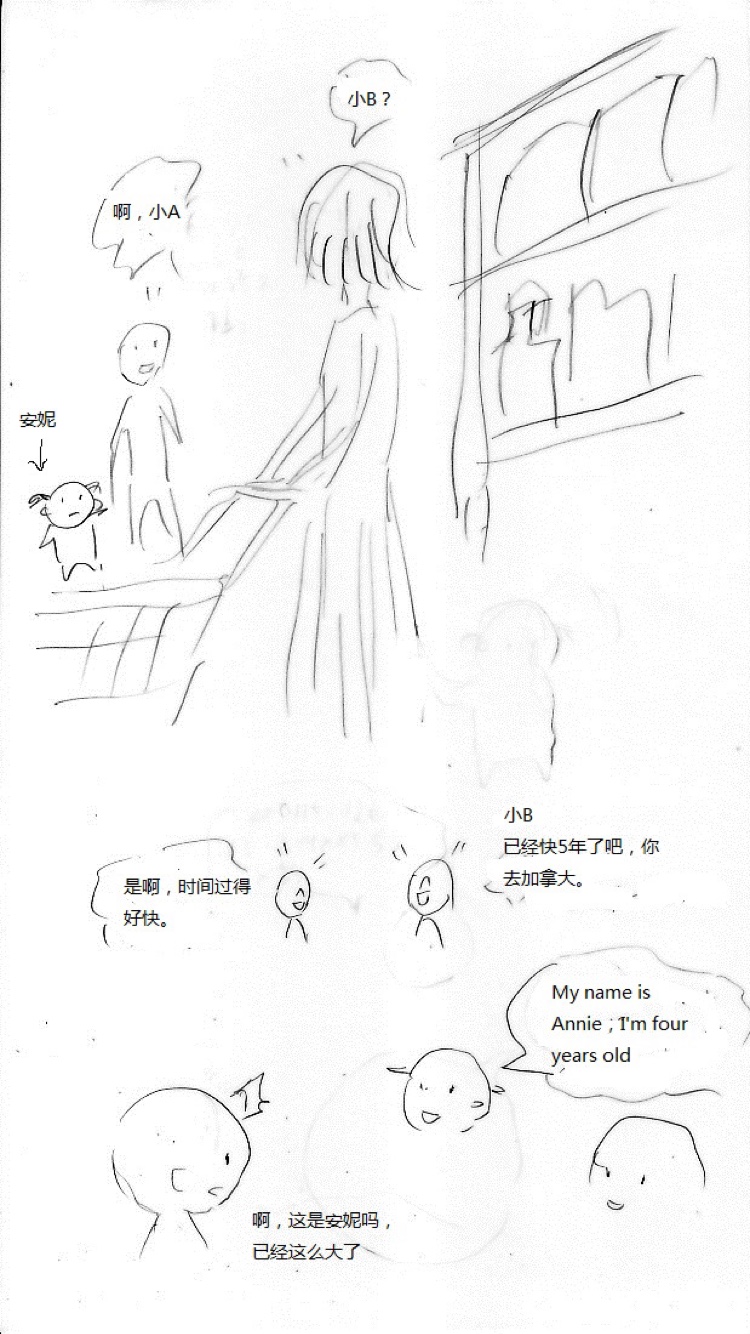 小B？
啊，小A
安妮
小B
已经快5年了吧，你
去加拿大。
是啊，时间过得
好快。
My name is
Annie，I'm four
years old
啊，这是安妮吗，
已经这么大了